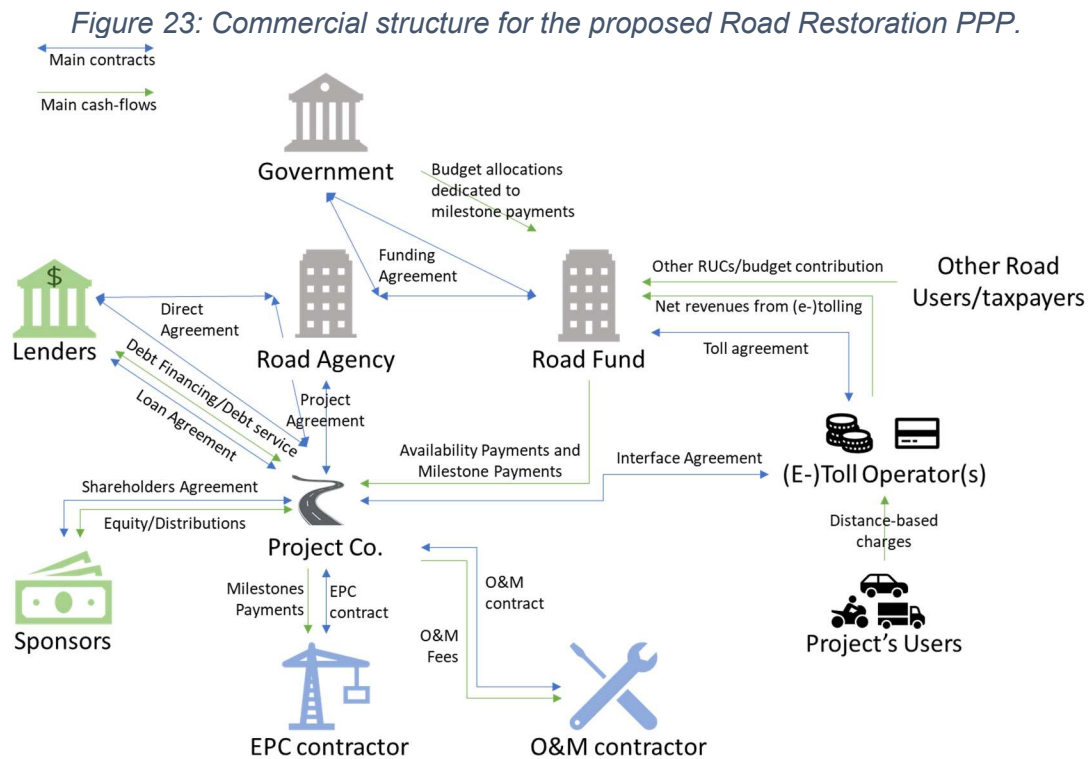 Figure 23: Commercial structure for the proposed Road Restoration PPP.
Main contracts
Main cash-flows
Government
Budget allocations
dedicated to
milestone payments
Funding
Agreement
Other RUCs/budget contribution
Net revenues from (e-)tolling
Other Road
Users/taxpayers
$
Lenders
Direct
Agreement
Road Agency
Road Fund
Toll agreement
Debt Financing/Debt service
Loan Agreement
Project
Agreement
Availability Payments and
Milestone Payments
Interface Agreement
(E-)Toll Operator(s)
Shareholders Agreement
Equity/Distributions
Project Co.
Distance-based
charges
Sponsors
Milestones
Payments
EPC
contract
O&M
contract
O&M
Fees
Project's Users
EPC contractor
O&M contractor